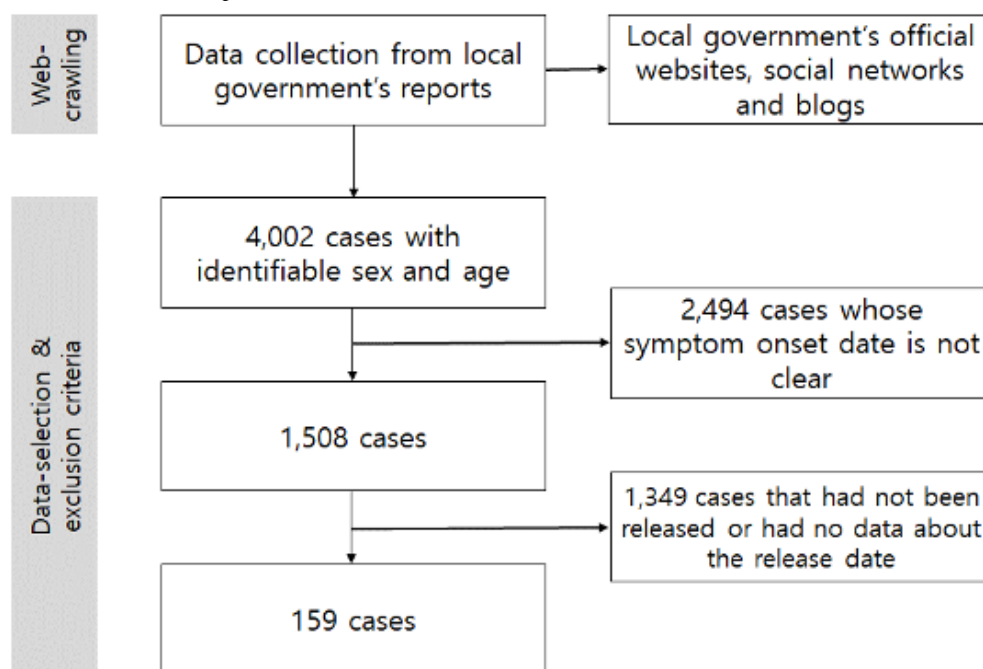 Web-
crawling
Data collection from local
government's reports
Local government's official
websites, social networks
and blogs
Data-selection &
exclusion criteria
4,002 cases with
identifiable sex and age
2,494 cases whose
symptom onset date is not
clear
1,508 cases
1,349 cases that had not been
released or had no data about
the release date
159 cases